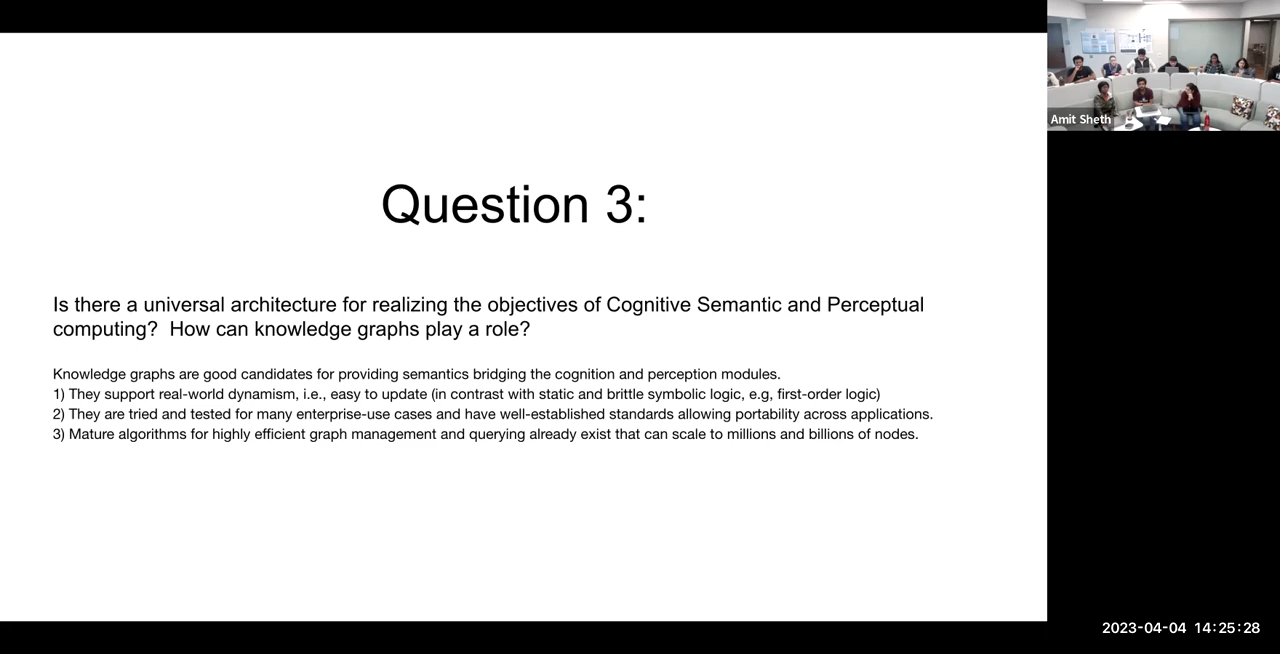 Question 3:
Is there a universal architecture for realizing the objectives of Cognitive Semantic and Perceptual
computing?  How can knowledge graphs play a role?
Knowledge graphs are good candidates for providing semantics bridging the cognition and perception modules.
1) They support real-world dynamism, i.e., easy to update (in contrast with static and brittle symbolic logic, e.g, first-order logic)
2) They are tried and tested for many enterprise-use cases and have well-established standards allowing portability across applications.
3) Mature algorithms for highly efficient graph management and querying already exist that can scale to millions and billions of nodes.
Amit Sheth
2023-04-04 14:25:28